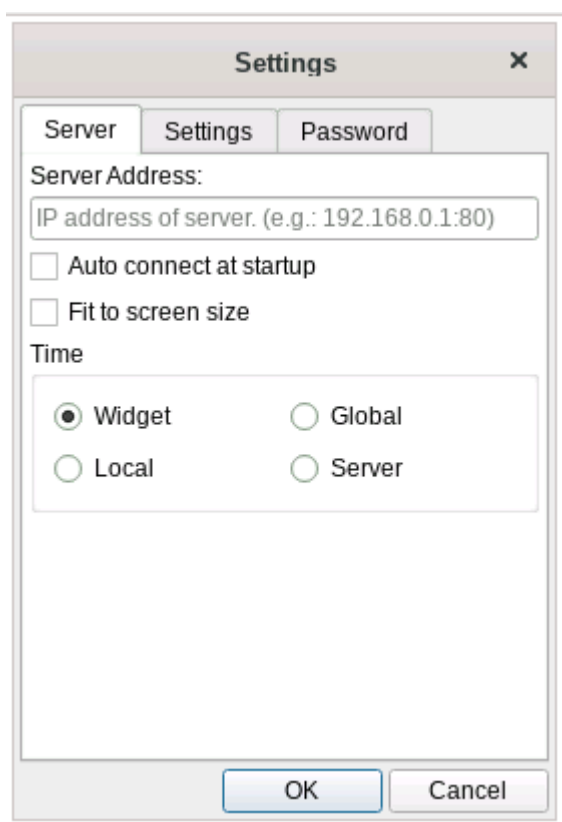 Settings
Server Settings Password
Server Address:
IP address of server. (e.g.: 192.168.0.1:80)
Auto connect at startup
Fit to screen size
Time
Widget Global
Local Server
OK Cancel